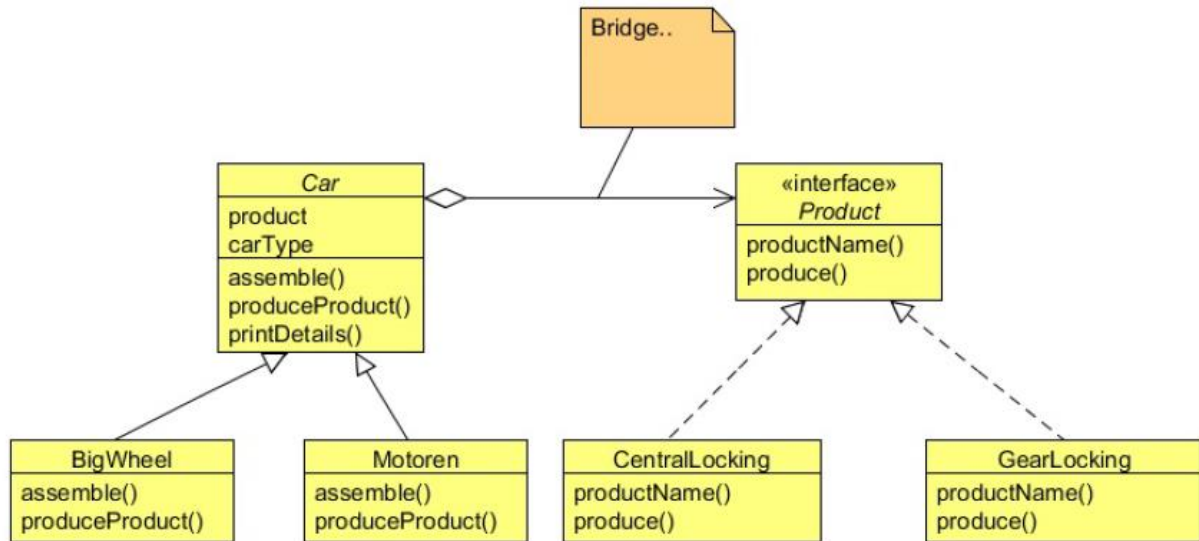 Bridge..
Car
product
carType
assemble()
produceProduct()
printDetails()
«interface»
Product
productName()
produce()
BigWheel
assemble()
produceProduct()
Motoren
assemble()
produceProduct()
CentralLocking
productName()
produce()
GearLocking
productName()
produce()